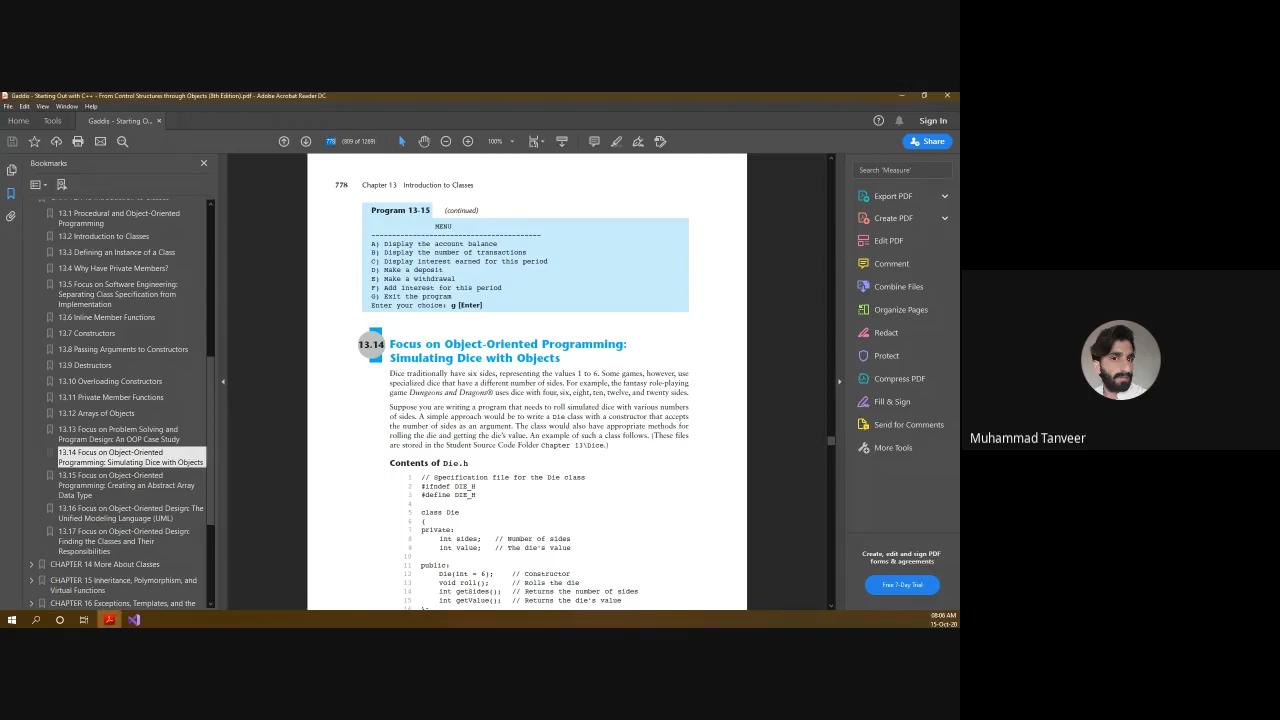 Gaddis - Starting Out with C++ - From Control Structures through Objects (8th Edition).pdf - Adobe Acrobat Reader DC
File Edit View Window Help
Home Tools Gaddis - Starting O... × Sign In
778 (809 of 1269) 100% Share
Bookmarks
13.1 Procedural and Object-Oriented
Programming
13.2 Introduction to Classes
13.3 Defining an Instance of a Class
13.4 Why Have Private Members?
13.5 Focus on Software Engineering:
Separating Class Specification from
Implementation
13.6 Inline Member Functions
13.7 Constructors
13.8 Passing Arguments to Constructors
13.9 Destructors
13.10 Overloading Constructors
13.11 Private Member Functions
13.12 Arrays of Objects
13.13 Focus on Problem Solving and
Program Design: An OOP Case Study
13.14 Focus on Object-Oriented
Programming: Simulating Dice with Objects
13.15 Focus on Object-Oriented
Programming: Creating an Abstract Array
Data Type
13.16 Focus on Object-Oriented Design: The
Unified Modeling Language (UML)
13.17 Focus on Object-Oriented Design:
Finding the Classes and Their
Responsibilities
CHAPTER 14 More About Classes
CHAPTER 15 Inheritance, Polymorphism, and
Virtual Functions
CHAPTER 16 Exceptions, Templates, and the
778 Chapter 13 Introduction to Classes
Program 13-15 (continued)
MENU
-----------------------------------------
A) Display the account balance
B) Display the number of transactions
C) Display interest earned for this period
D) Make a deposit
E) Make a withdrawal
F) Add interest for this period
G) Exit the program
Enter your choice: g [Enter]
13.14 Focus on Object-Oriented Programming:
Simulating Dice with Objects
Dice traditionally have six sides, representing the values 1 to 6. Some games, however, use
specialized dice that have a different number of sides. For example, the fantasy role-playing
game Dungeons and Dragons® uses dice with four, six, eight, ten, twelve, and twenty sides.
Suppose you are writing a program that needs to roll simulated dice with various numbers
of sides. A simple approach would be to write a Die class with a constructor that accepts
the number of sides as an argument. The class would also have appropriate methods for
rolling the die and getting the die's value. An example of such a class follows. (These files
are stored in the Student Source Code Folder Chapter 13\Dice.)
Contents of Die.h
1 // Specification file for the Die class
2 #ifndef DIE_H
3 #define DIE_H
4
5 class Die
6 {
7 private:
8 int sides; // Number of sides
9 int value; // The die's value
10
11 public:
12 Die(int = 6); // Constructor
13 void roll(); // Rolls the die
14 int getSides(); // Returns the number of sides
15 int getValue(); // Returns the die's value
Search 'Measure'
Export PDF
Create PDF
Edit PDF
Comment
Combine Files
Organize Pages
Redact
Protect
Compress PDF
Fill & Sign
Send for Comments
More Tools
Create, edit and sign PDF
forms & agreements
Free 7-Day Trial
08:06 AM
15-Oct-20
Muhammad Tanveer